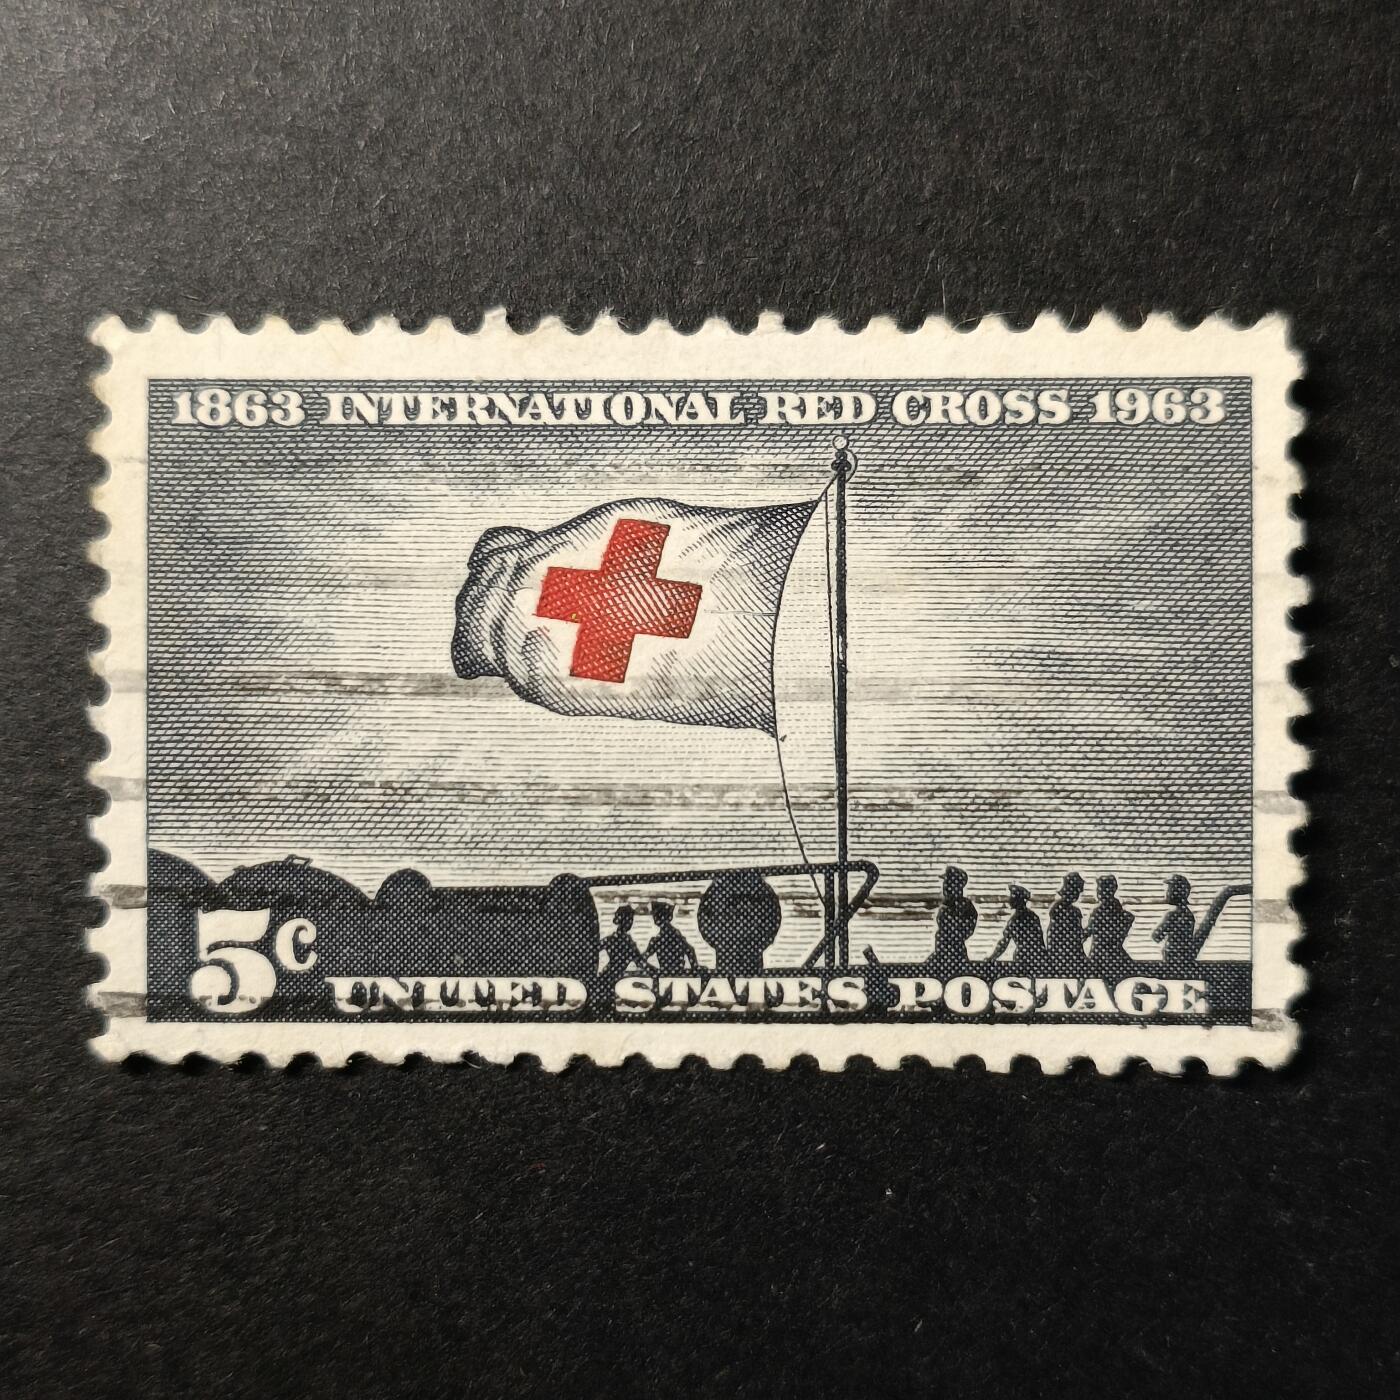 1863 INTERNATIONAL RED CROSS 1963
5c
UNITED STATES POSTAGE